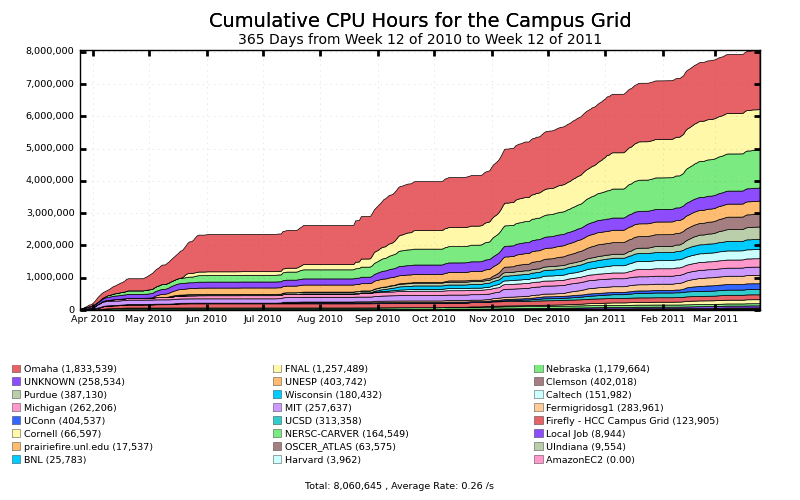 Cumulative CPU Hours for the Campus Grid
365 Days from Week 12 of 2010 to Week 12 of 2011
8,000,000
7,000,000
6,000,000
5,000,000
4,000,000
3,000,000
2,000,000
1,000,000
0
Apr 2010 May 2010 Jun 2010 Jul 2010 Aug 2010 Sep 2010 Oct 2010 Nov 2010 Dec 2010 Jan 2011 Feb 2011 Mar 2011
Omaha (1,833,539) FNAL (1,257,489) Nebraska (1,179,664)
UNKNOWN (258,534) UNESP (403,742) Clemson (402,018)
Purdue (387,130) Wisconsin (180,432) Caltech (151,982)
Michigan (262,206) MIT (257,637) Fermigridosg1 (283,961)
UConn (404,537) UCSD (313,358) Firefly - HCC Campus Grid (123,905)
Cornell (66,597) NERSC-CARVER (164,549) Local Job (8,944)
prairiefire.unl.edu (17,537) OSCER_ATLAS (63,575) UIndiana (9,554)
BNL (25,783) Harvard (3,962) AmazonEC2 (0.00)
Total: 8,060,645 , Average Rate: 0.26 /s